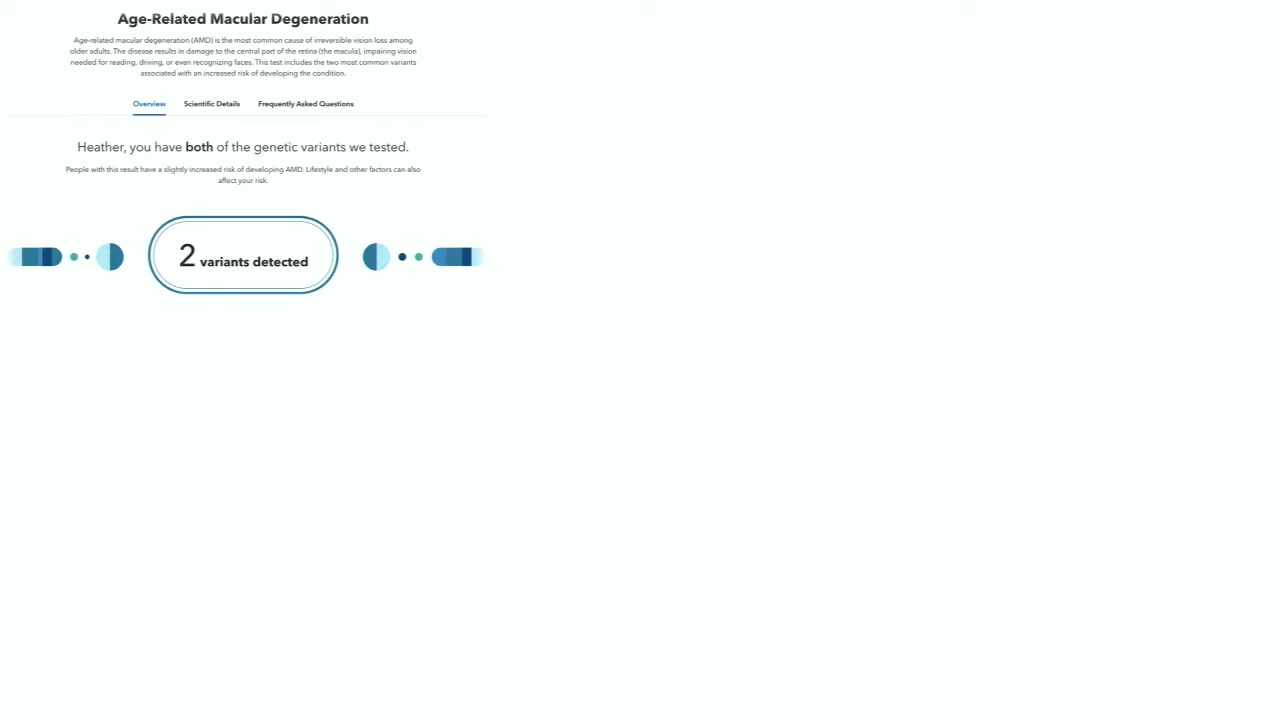 Age-Related Macular Degeneration
Age-related macular degeneration (AMD) is the most common cause of irreversible vision loss among
older adults. The disease results in damage to the central part of the retina (the macula), impairing vision
needed for reading, driving, or even recognizing faces. This test includes the two most common variants
associated with an increased risk of developing the condition.
Overview Scientific Details Frequently Asked Questions
Heather, you have both of the genetic variants we tested.
People with this result have a slightly increased risk of developing AMD. Lifestyle and other factors can also
affect your risk.
2 variants detected